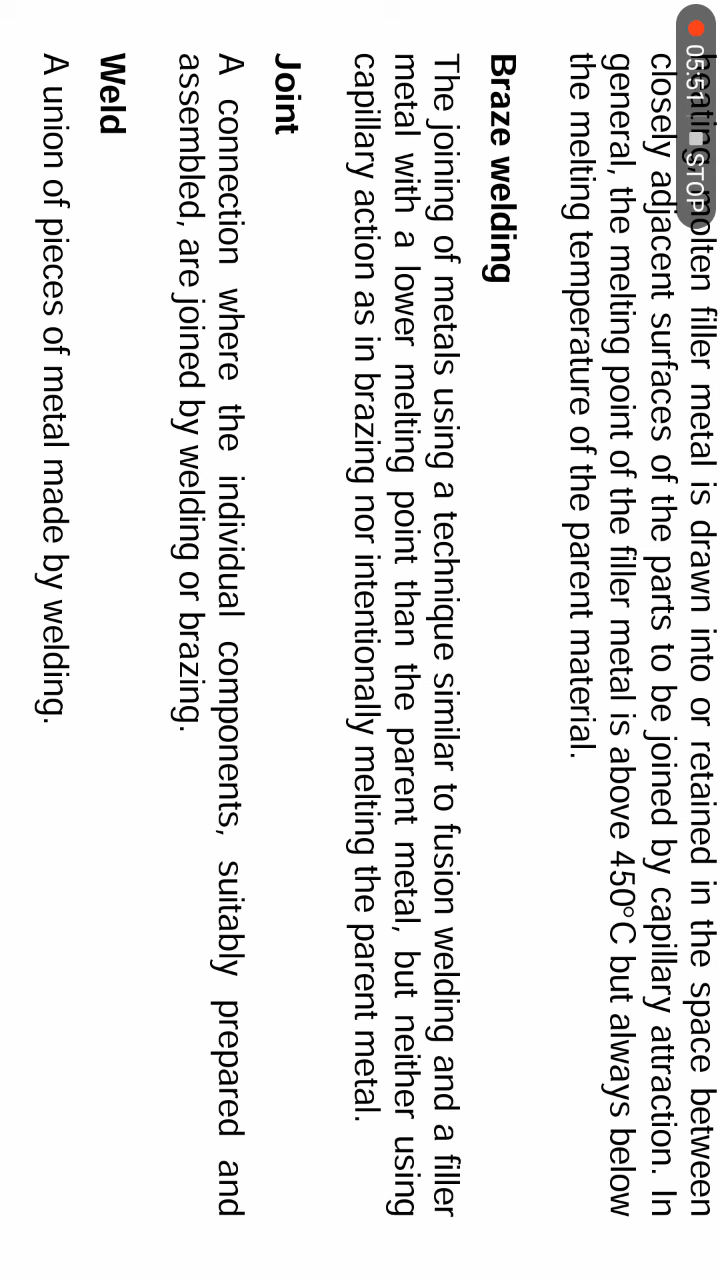 05:51 STOP
heating, molten filler metal is drawn into or retained in the space between
closely adjacent surfaces of the parts to be joined by capillary attraction. In
general, the melting point of the filler metal is above 450°C but always below
the melting temperature of the parent material.
Braze welding
The joining of metals using a technique similar to fusion welding and a filler
metal with a lower melting point than the parent metal, but neither using
capillary action as in brazing nor intentionally melting the parent metal.
Joint
A connection where the individual components, suitably prepared and
assembled, are joined by welding or brazing.
Weld
A union of pieces of metal made by welding.